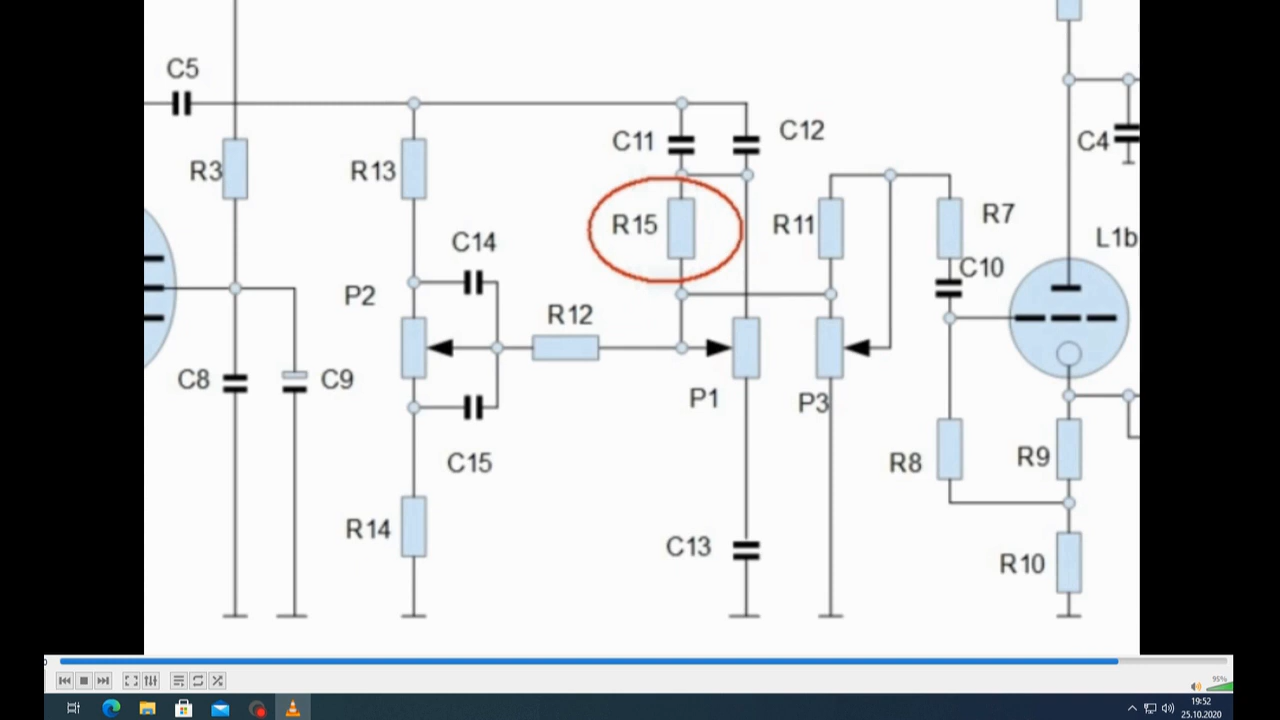 C5
C12
C11
C4
R3
R13
R15
R11
R7
L1b
C14
C10
P2
R12
C8
C9
P1
P3
C15
R8
R9
R14
C13
R10
95%
19:52
25.10.2020